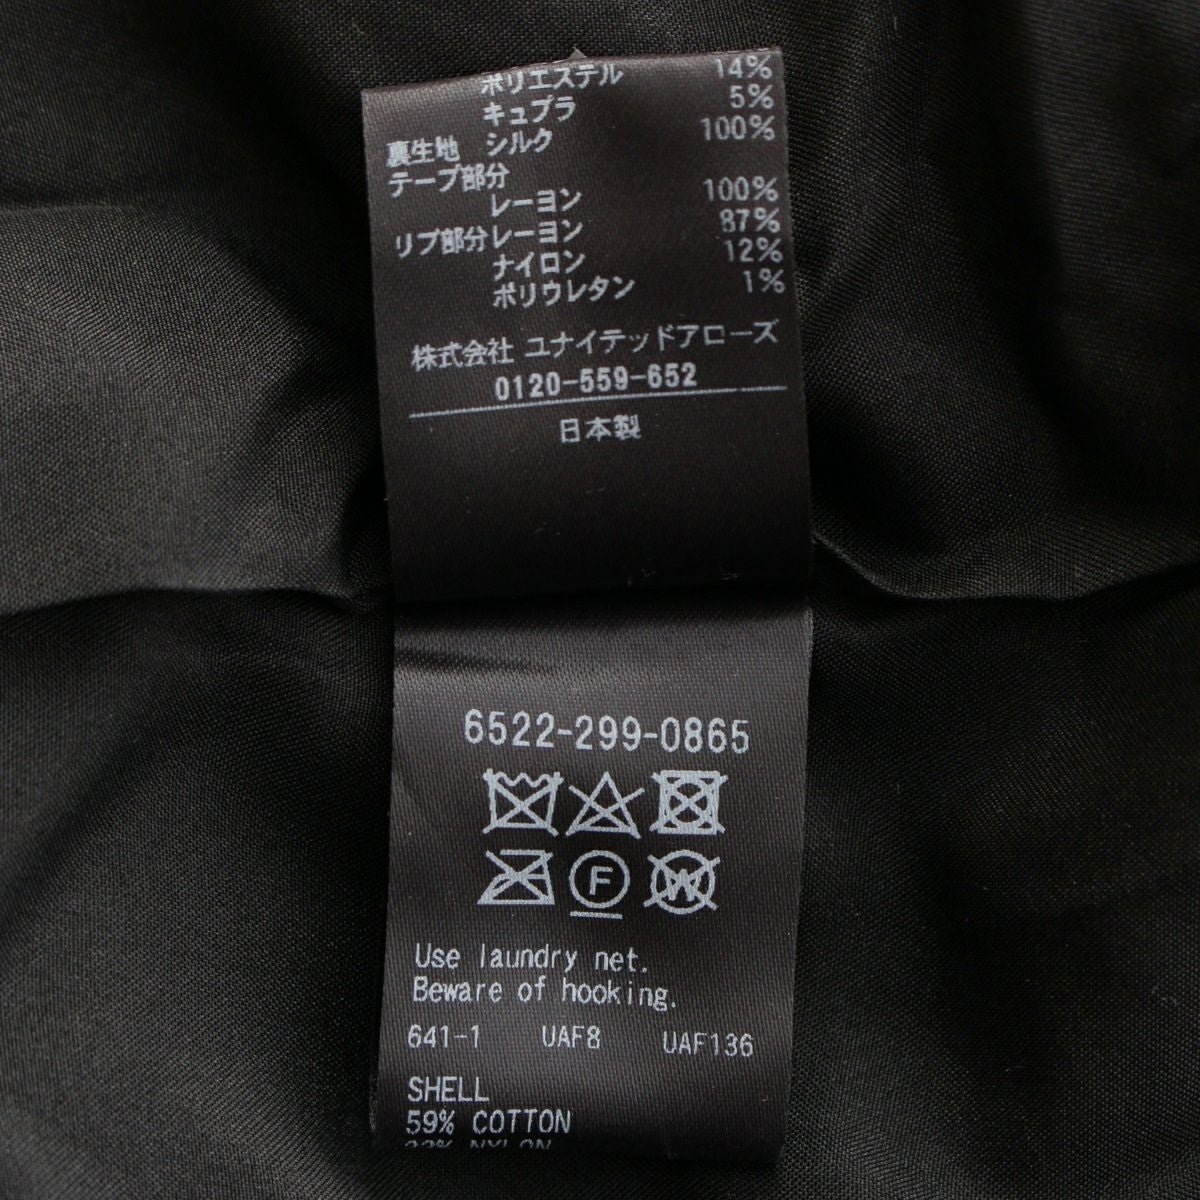 ポリエステル 14%
キュプラ 5%
裏生地 シルク 100%
テープ部分
レーヨン 100%
リブ部分 レーヨン 87%
ナイロン 12%
ポリウレタン 1%
株式会社 ユナイテッドアローズ
0120-559-652
日本製
6522-299-0865
F W
Use laundry net.
Beware of hooking.
641-1 UAF8 UAF136
SHELL
59% COTTON
NYLON